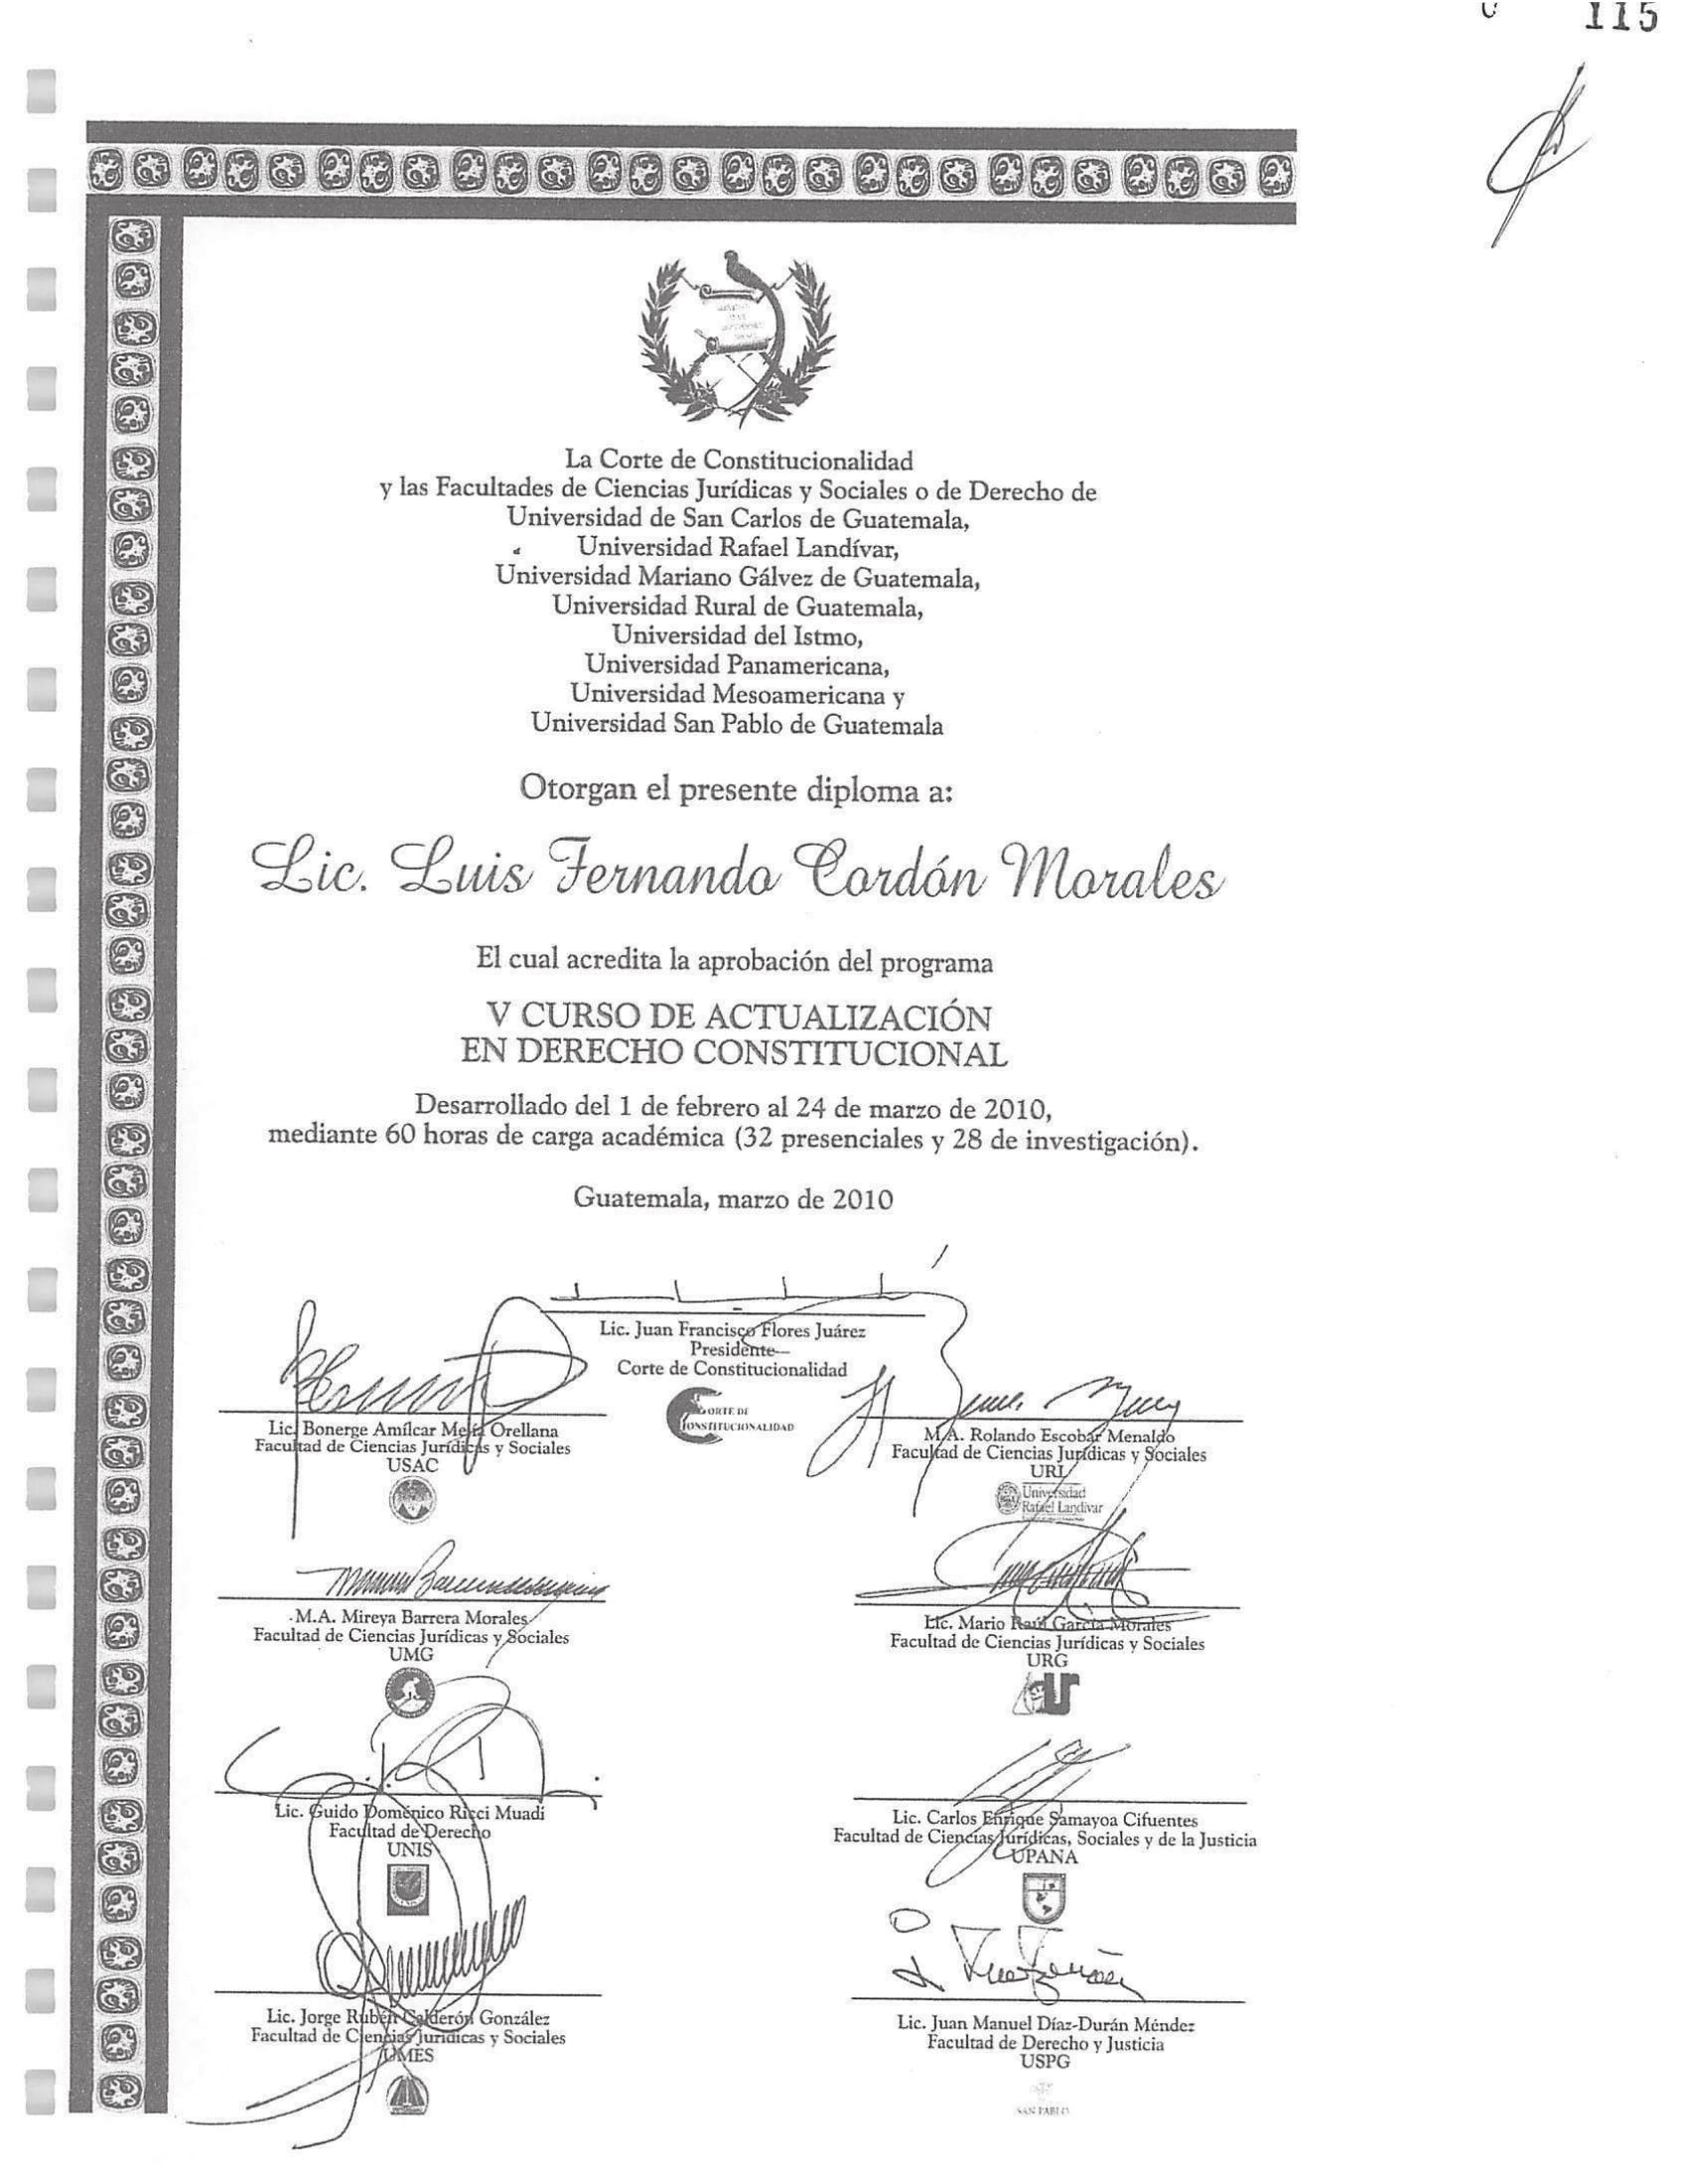 115
La Corte de Constitucionalidad
y las Facultades de Ciencias Jurídicas y Sociales o de Derecho de
Universidad de San Carlos de Guatemala,
Universidad Rafael Landívar,
Universidad Mariano Gálvez de Guatemala,
Universidad Rural de Guatemala,
Universidad del Istmo,
Universidad Panamericana,
Universidad Mesoamericana y
Universidad San Pablo de Guatemala
Otorgan el presente diploma a:
Lic. Luis Fernando Cordón Morales
El cual acredita la aprobación del programa
V CURSO DE ACTUALIZACIÓN
EN DERECHO CONSTITUCIONAL
Desarrollado del 1 de febrero al 24 de marzo de 2010,
mediante 60 horas de carga académica (32 presenciales y 28 de investigación).
Guatemala, marzo de 2010
Lic. Juan Francisco Flores Juárez
Presidente
Corte de Constitucionalidad
CORTE DE
CONSTITUCIONALIDAD
Lic. Bonerge Amílcar Mejía Orellana
Facultad de Ciencias Jurídicas y Sociales
USAC
M.A. Rolando Escobar Menaldo
Facultad de Ciencias Jurídicas y Sociales
URL
Universidad
Rafael Landívar
M.A. Mireya Barrera Morales
Facultad de Ciencias Jurídicas y Sociales
UMG
Lic. Mario Raúl García Morales
Facultad de Ciencias Jurídicas y Sociales
URG
Lic. Guido Doménico Ricci Muadi
Facultad de Derecho
UNIS
Lic. Carlos Enrique Samayoa Cifuentes
Facultad de Ciencias Jurídicas, Sociales y de la Justicia
UPANA
Lic. Jorge Rubén Calderón González
Facultad de Ciencias Jurídicas y Sociales
UMES
Lic. Juan Manuel Díaz-Durán Méndez
Facultad de Derecho y Justicia
USPG
SAN PABLO